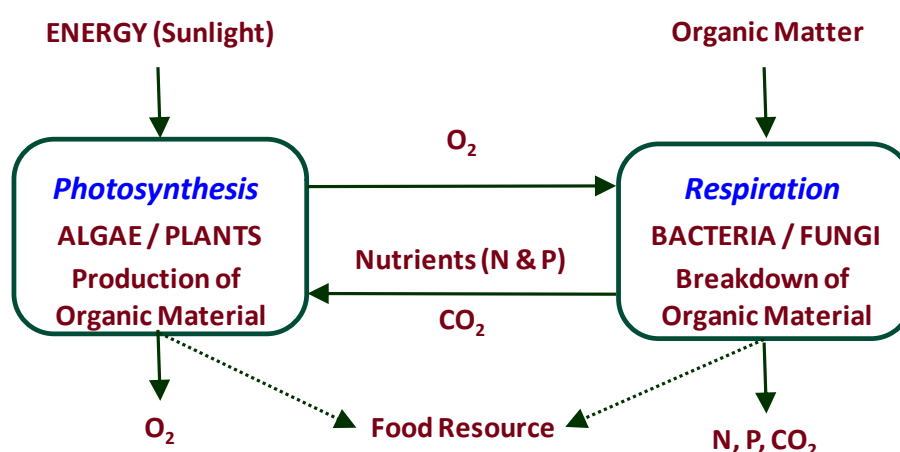 ENERGY (Sunlight)
Organic Matter
O₂
Photosynthesis
ALGAE / PLANTS
Production of
Organic Material
Nutrients (N & P)
CO₂
Respiration
BACTERIA / FUNGI
Breakdown of
Organic Material
O₂
Food Resource
N, P, CO₂